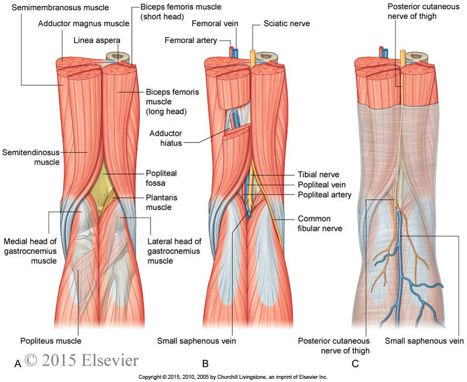 Semimembranosus muscle
Biceps femoris muscle
(short head)
Adductor magnus muscle
Linea aspera
Femoral vein
Femoral artery
Sciatic nerve
Posterior cutaneous
nerve of thigh
Biceps femoris
muscle
(long head)
Adductor
hiatus
Semitendinosus
muscle
Popliteal
fossa
Plantaris
muscle
Tibial nerve
Popliteal vein
Popliteal artery
Common
fibular nerve
Medial head of
gastrocnemius
muscle
Lateral head of
gastrocnemius
muscle
Popliteus muscle
Small saphenous vein
Posterior cutaneous
nerve of thigh
Small saphenous vein
A
© 2015 Elsevier
B
C
Copyright © 2015, 2010, 2005 by Churchill Livingstone, an imprint of Elsevier Inc.